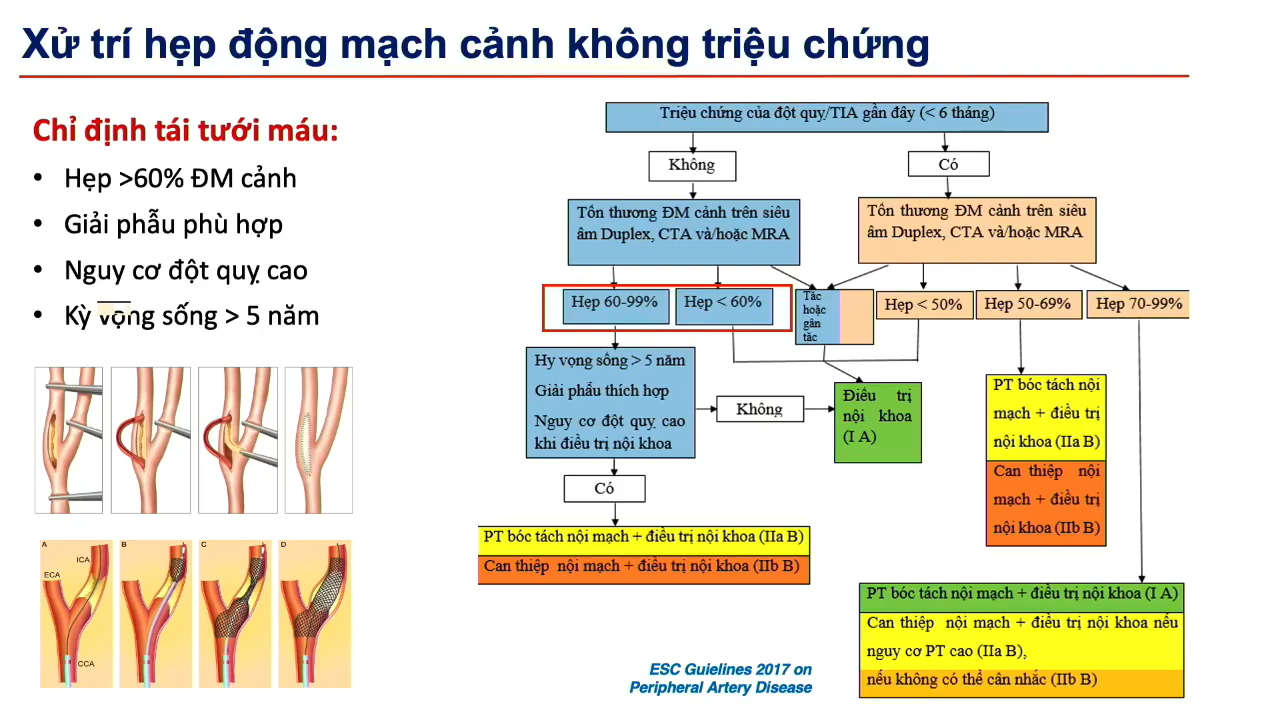 Xử trí hẹp động mạch cảnh không triệu chứng
Chỉ định tái tưới máu:
• Hẹp >60% ĐM cảnh
• Giải phẫu phù hợp
• Nguy cơ đột quỵ cao
• Kỳ vọng sống > 5 năm
A
B
C
D
ICA
ECA
CCA
Triệu chứng của đột quỵ/TIA gần đây (< 6 tháng)
Không
Có
Tổn thương ĐM cảnh trên siêu
âm Duplex, CTA và/hoặc MRA
Tổn thương ĐM cảnh trên siêu
âm Duplex, CTA và/hoặc MRA
Hẹp 60-99%
Hẹp < 60%
Tắc
hoặc
gần
tắc
Hẹp < 50%
Hẹp 50-69%
Hẹp 70-99%
Hy vọng sống > 5 năm
Giải phẫu thích hợp
Nguy cơ đột quỵ cao
khi điều trị nội khoa
Không
Điều trị
nội khoa
(I A)
Có
PT bóc tách nội mạch + điều trị nội khoa (IIa B)
Can thiệp nội mạch + điều trị nội khoa (IIb B)
PT bóc tách nội
mạch + điều trị
nội khoa (IIa B)
Can thiệp nội
mạch + điều trị
nội khoa (IIb B)
PT bóc tách nội mạch + điều trị nội khoa (I A)
Can thiệp nội mạch + điều trị nội khoa nếu
nguy cơ PT cao (IIa B),
nếu không có thể cân nhắc (IIb B)
ESC Guielines 2017 on
Peripheral Artery Disease